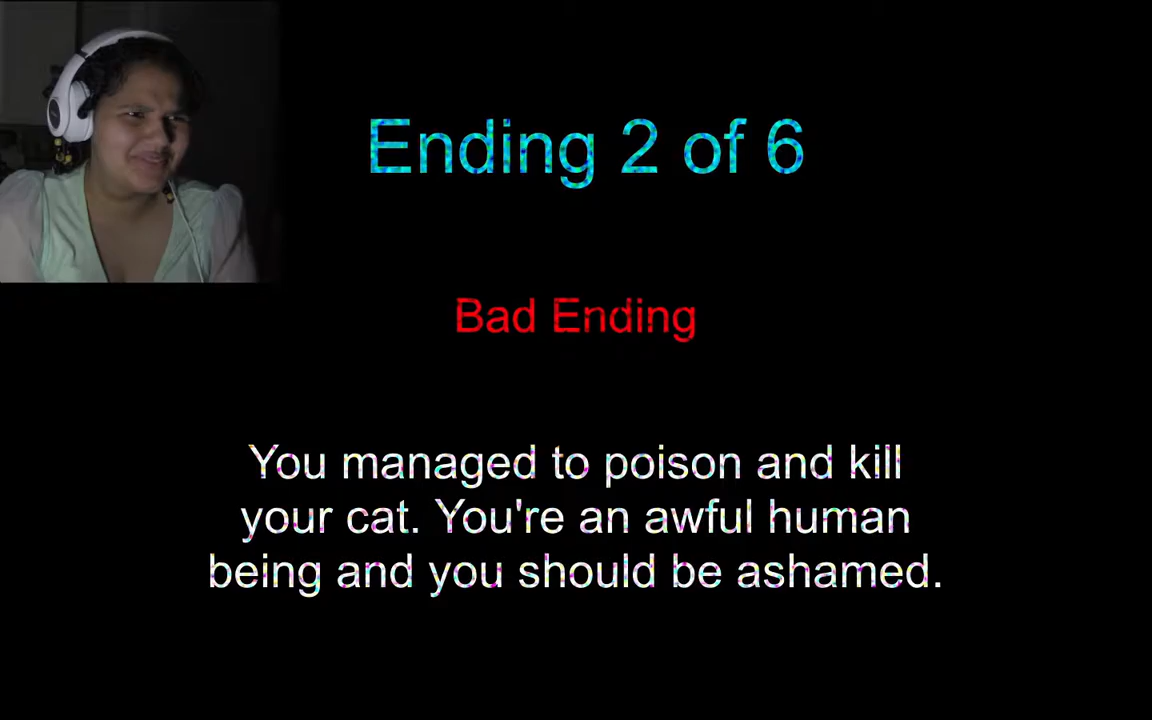 Ending 2 of 6
Bad Ending
You managed to poison and kill
your cat. You're an awful human
being and you should be ashamed.